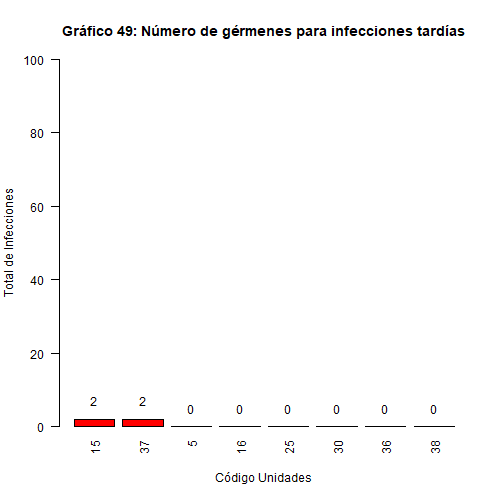 Gráfico 49: Número de gérmenes para infecciones tardías
Total de Infecciones
100
80
60
40
20
0
2 2 0 0 0 0 0 0
15 37 5 16 25 30 36 38
Código Unidades